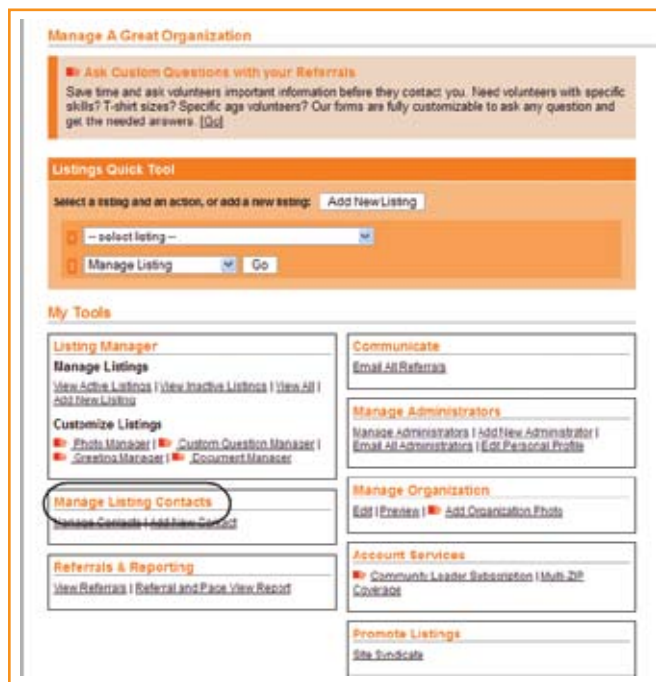 Manage A Great Organization
Ask Custom Questions with your Referrals
Save time and ask volunteers important information before they contact you. Need volunteers with specific
skills? T-shirt sizes? Specific age volunteers? Our forms are fully customizable to ask any question and
get the needed answers. [Go]
Listings Quick Tool
Select a listing and an action, or add a new listing: Add New Listing
-- select listing --
Manage Listing Go
My Tools
Listing Manager
Manage Listings
View Active Listings | View Inactive Listings | View All |
Add New Listing
Customize Listings
Photo Manager | Custom Question Manager |
Greeting Manager | Document Manager
Manage Listing Contacts
Manage Contacts | Add New Contact
Referrals & Reporting
View Referrals | Referral and Page View Report
Communicate
Email All Referrals
Manage Administrators
Manage Administrators | Add New Administrator |
Email All Administrators | Edit Personal Profile
Manage Organization
Edit | Preview | Add Organization Photo
Account Services
Community Leader Subscription | Multi-ZIP
Coverage
Promote Listings
Site Syndicate